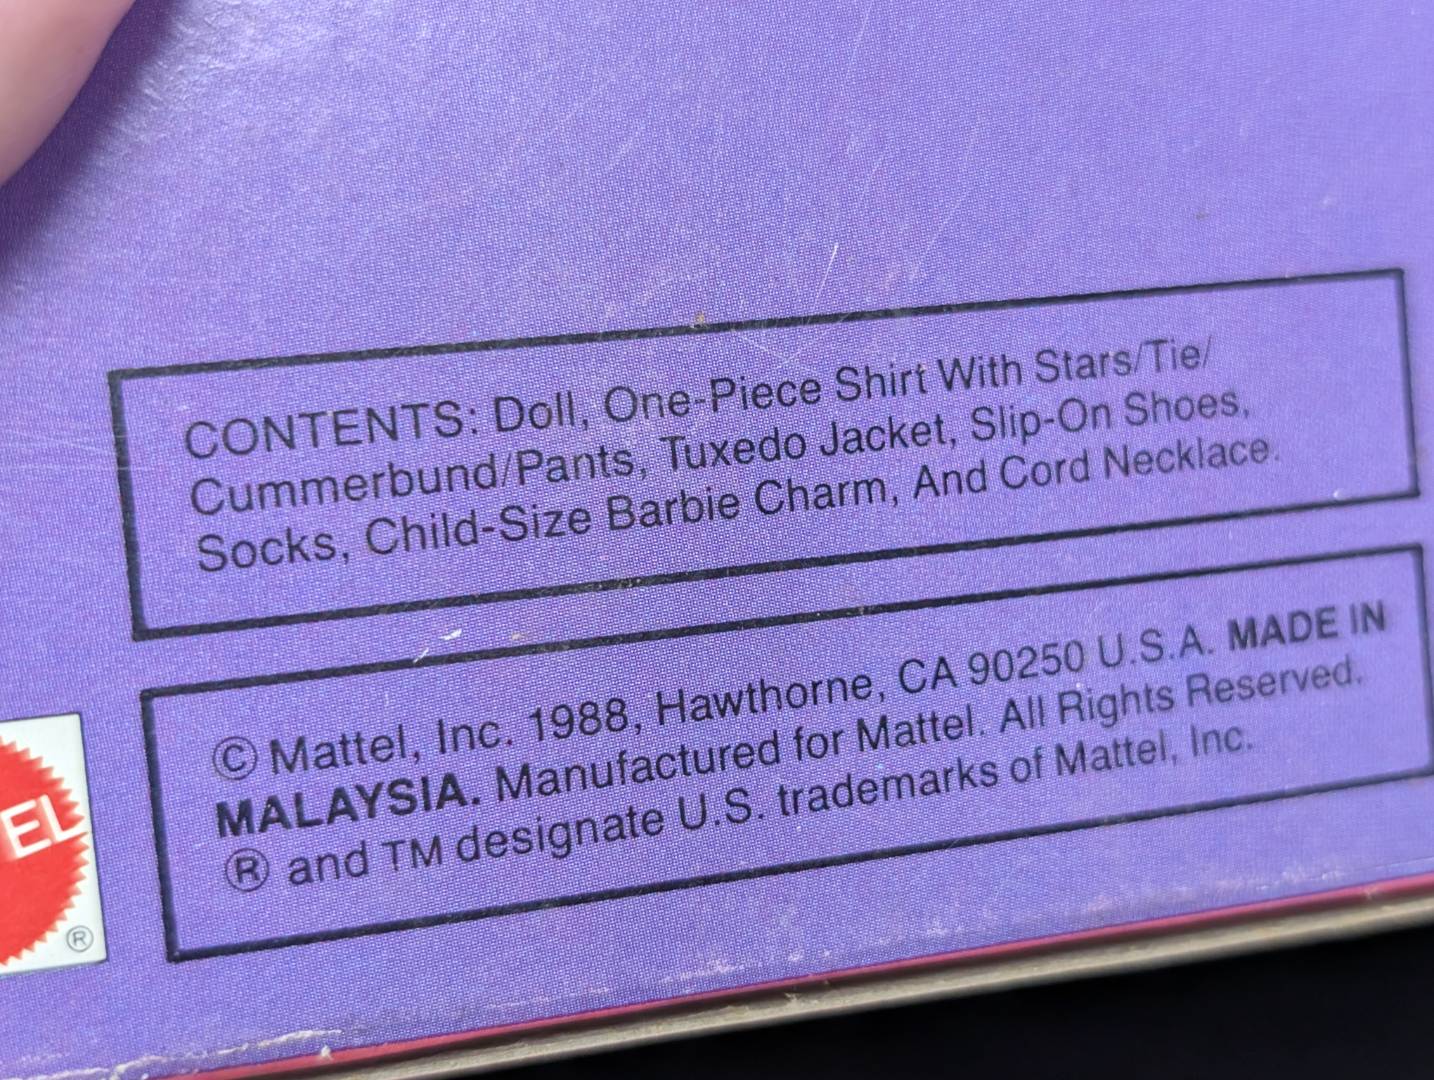 CONTENTS: Doll, One-Piece Shirt With Stars/Tie/
Cummerbund/Pants, Tuxedo Jacket, Slip-On Shoes,
Socks, Child-Size Barbie Charm, And Cord Necklace.
© Mattel, Inc. 1988, Hawthorne, CA 90250 U.S.A. MADE IN
MALAYSIA. Manufactured for Mattel. All Rights Reserved.
® and TM designate U.S. trademarks of Mattel, Inc.
EL
®